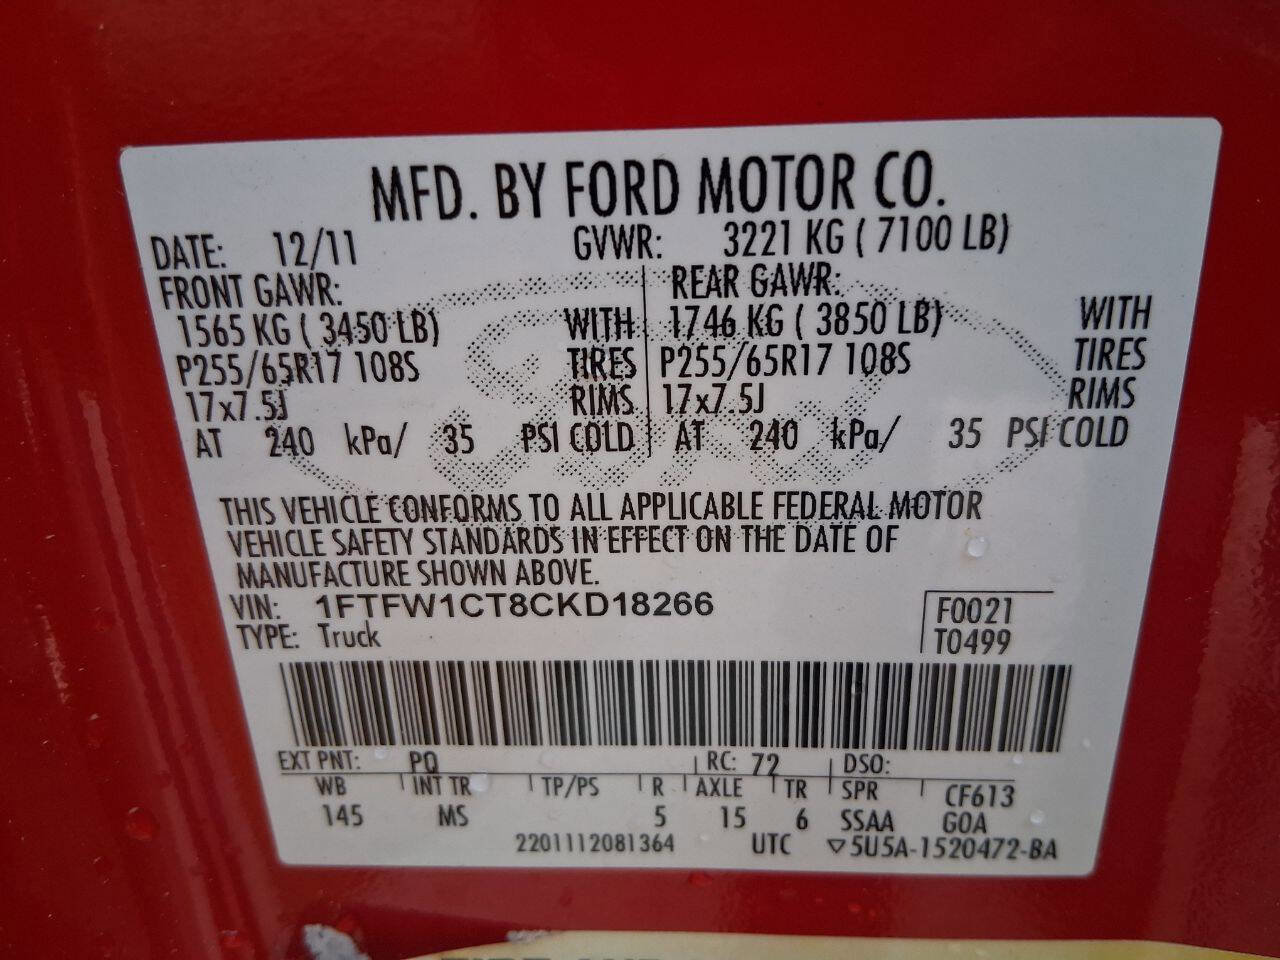 MFD. BY FORD MOTOR CO.
DATE: 12/11 GVWR: 3221 KG ( 7100 LB)
FRONT GAWR: REAR GAWR:
1565 KG ( 3450 LB) WITH 1746 KG ( 3850 LB) WITH
P255/65R17 108S TIRES P255/65R17 108S TIRES
17x7.5J RIMS 17x7.5J RIMS
AT 240 kPa/ 35 PSI COLD AT 240 kPa/ 35 PSI COLD
THIS VEHICLE CONFORMS TO ALL APPLICABLE FEDERAL MOTOR
VEHICLE SAFETY STANDARDS IN EFFECT ON THE DATE OF
MANUFACTURE SHOWN ABOVE.
VIN: 1FTFW1CT8CKD18266 F0021
TYPE: Truck T0499
EXT PNT: PQ RC: 72 DSO:
WB INT TR TP/PS R AXLE TR SPR CF613
145 MS 5 15 6 SSAA G0A
2201112081364 UTC ▽5U5A-1520472-BA